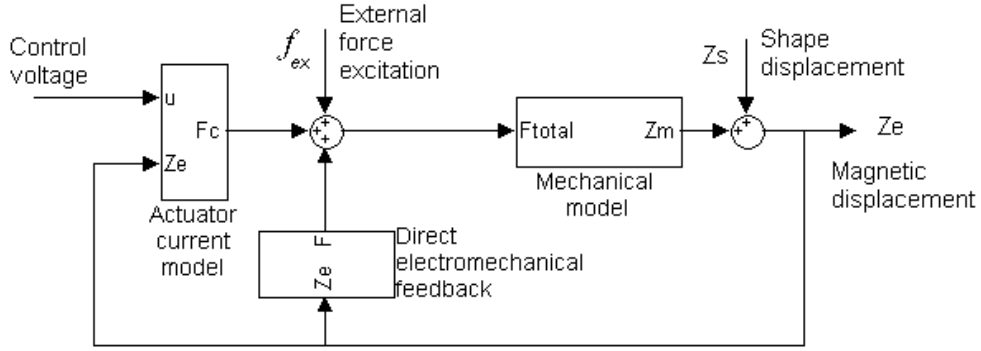 Control
voltage
u
Fc
Ze
Actuator
current
model
f_ex
External
force
excitation
+
+
+
F
Ze
Direct
electromechanical
feedback
Ftotal
Zm
Mechanical
model
Zs
Shape
displacement
+
+
Ze
Magnetic
displacement